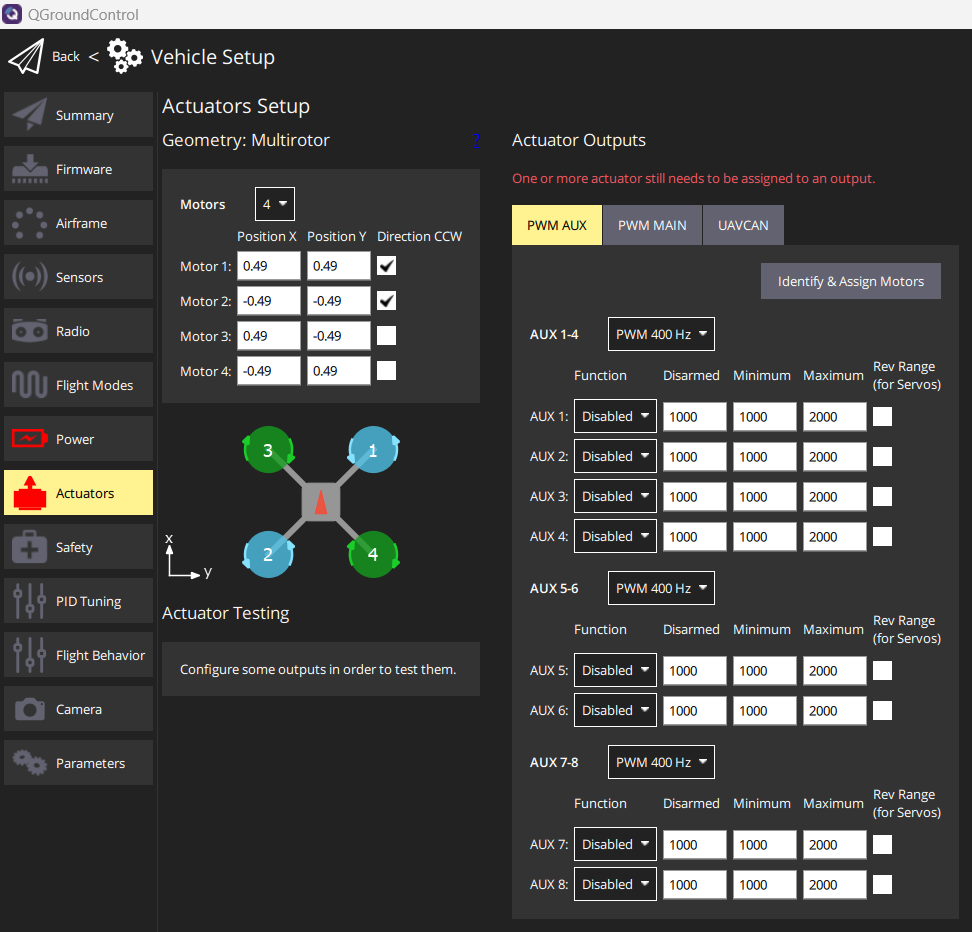 QGroundControl
Back < Vehicle Setup
Summary
Firmware
Airframe
Sensors
Radio
Flight Modes
Power
Actuators
Safety
PID Tuning
Flight Behavior
Camera
Parameters
Actuators Setup
Geometry: Multirotor ?
Motors 4
Position X Position Y Direction CCW
Motor 1: 0.49 0.49
Motor 2: -0.49 -0.49
Motor 3: 0.49 -0.49
Motor 4: -0.49 0.49
3 1
2 4
x
y
Actuator Testing
Configure some outputs in order to test them.
Actuator Outputs
One or more actuator still needs to be assigned to an output.
PWM AUX PWM MAIN UAVCAN
Identify & Assign Motors
AUX 1-4 PWM 400 Hz
Function Disarmed Minimum Maximum Rev Range
(for Servos)
AUX 1: Disabled 1000 1000 2000
AUX 2: Disabled 1000 1000 2000
AUX 3: Disabled 1000 1000 2000
AUX 4: Disabled 1000 1000 2000
AUX 5-6 PWM 400 Hz
Function Disarmed Minimum Maximum Rev Range
(for Servos)
AUX 5: Disabled 1000 1000 2000
AUX 6: Disabled 1000 1000 2000
AUX 7-8 PWM 400 Hz
Function Disarmed Minimum Maximum Rev Range
(for Servos)
AUX 7: Disabled 1000 1000 2000
AUX 8: Disabled 1000 1000 2000